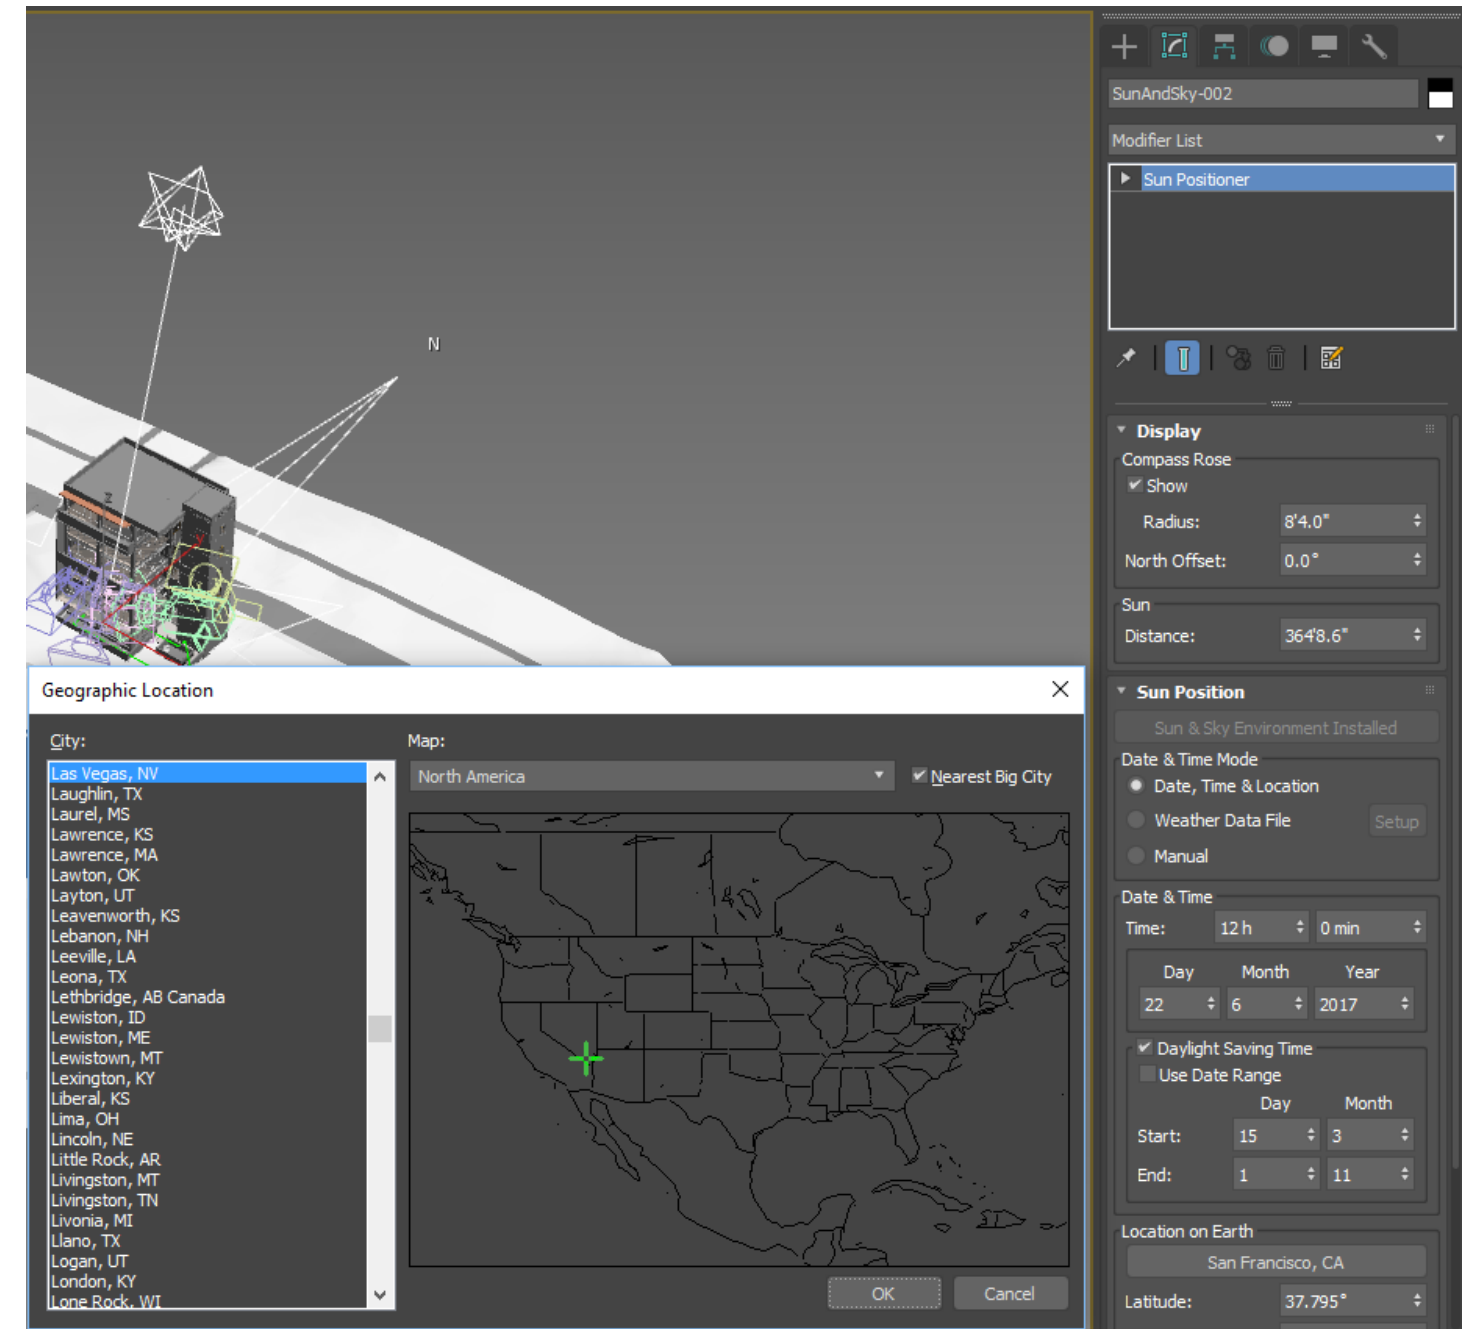 SunAndSky-002
Modifier List
Sun Positioner
N
z
y
Display
Compass Rose
Show
Radius: 8'4.0"
North Offset: 0.0°
Sun
Distance: 364'8.6"
Sun Position
Sun & Sky Environment Installed
Date & Time Mode
Date, Time & Location
Weather Data File Setup
Manual
Date & Time
Time: 12 h 0 min
Day Month Year
22 6 2017
Daylight Saving Time
Use Date Range
Day Month
Start: 15 3
End: 1 11
Location on Earth
San Francisco, CA
Latitude: 37.795°
Geographic Location
City:
Las Vegas, NV
Laughlin, TX
Laurel, MS
Lawrence, KS
Lawrence, MA
Lawton, OK
Layton, UT
Leavenworth, KS
Lebanon, NH
Leeville, LA
Leona, TX
Lethbridge, AB Canada
Lewiston, ID
Lewiston, ME
Lewistown, MT
Lexington, KY
Liberal, KS
Lima, OH
Lincoln, NE
Little Rock, AR
Livingston, MT
Livingston, TN
Livonia, MI
Llano, TX
Logan, UT
London, KY
Lone Rock, WI
Map:
North America
Nearest Big City
OK Cancel